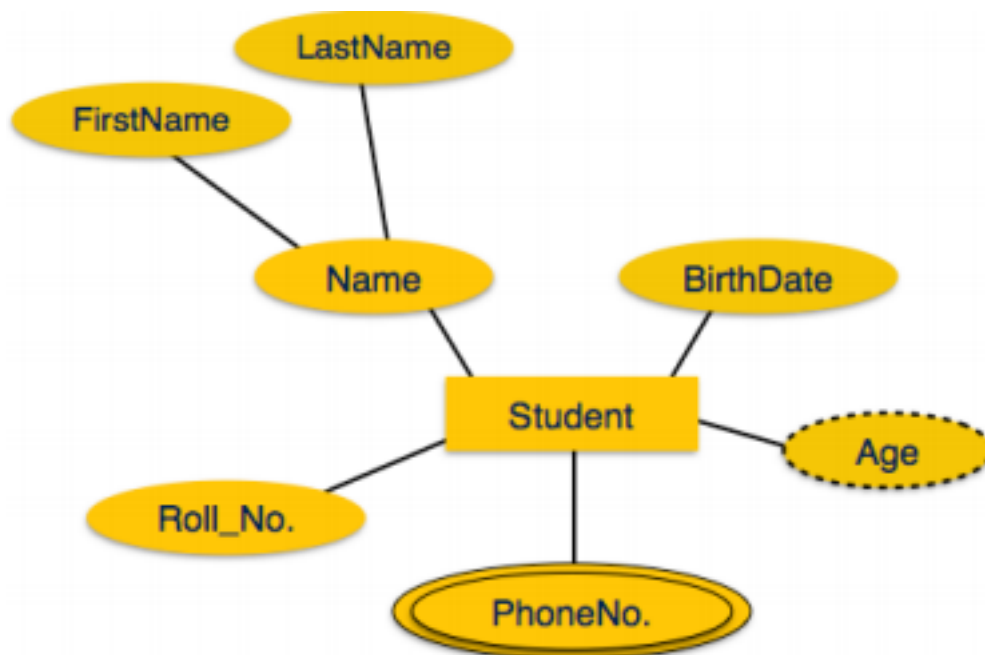 LastName
FirstName
Name
BirthDate
Student
Age
Roll_No.
PhoneNo.